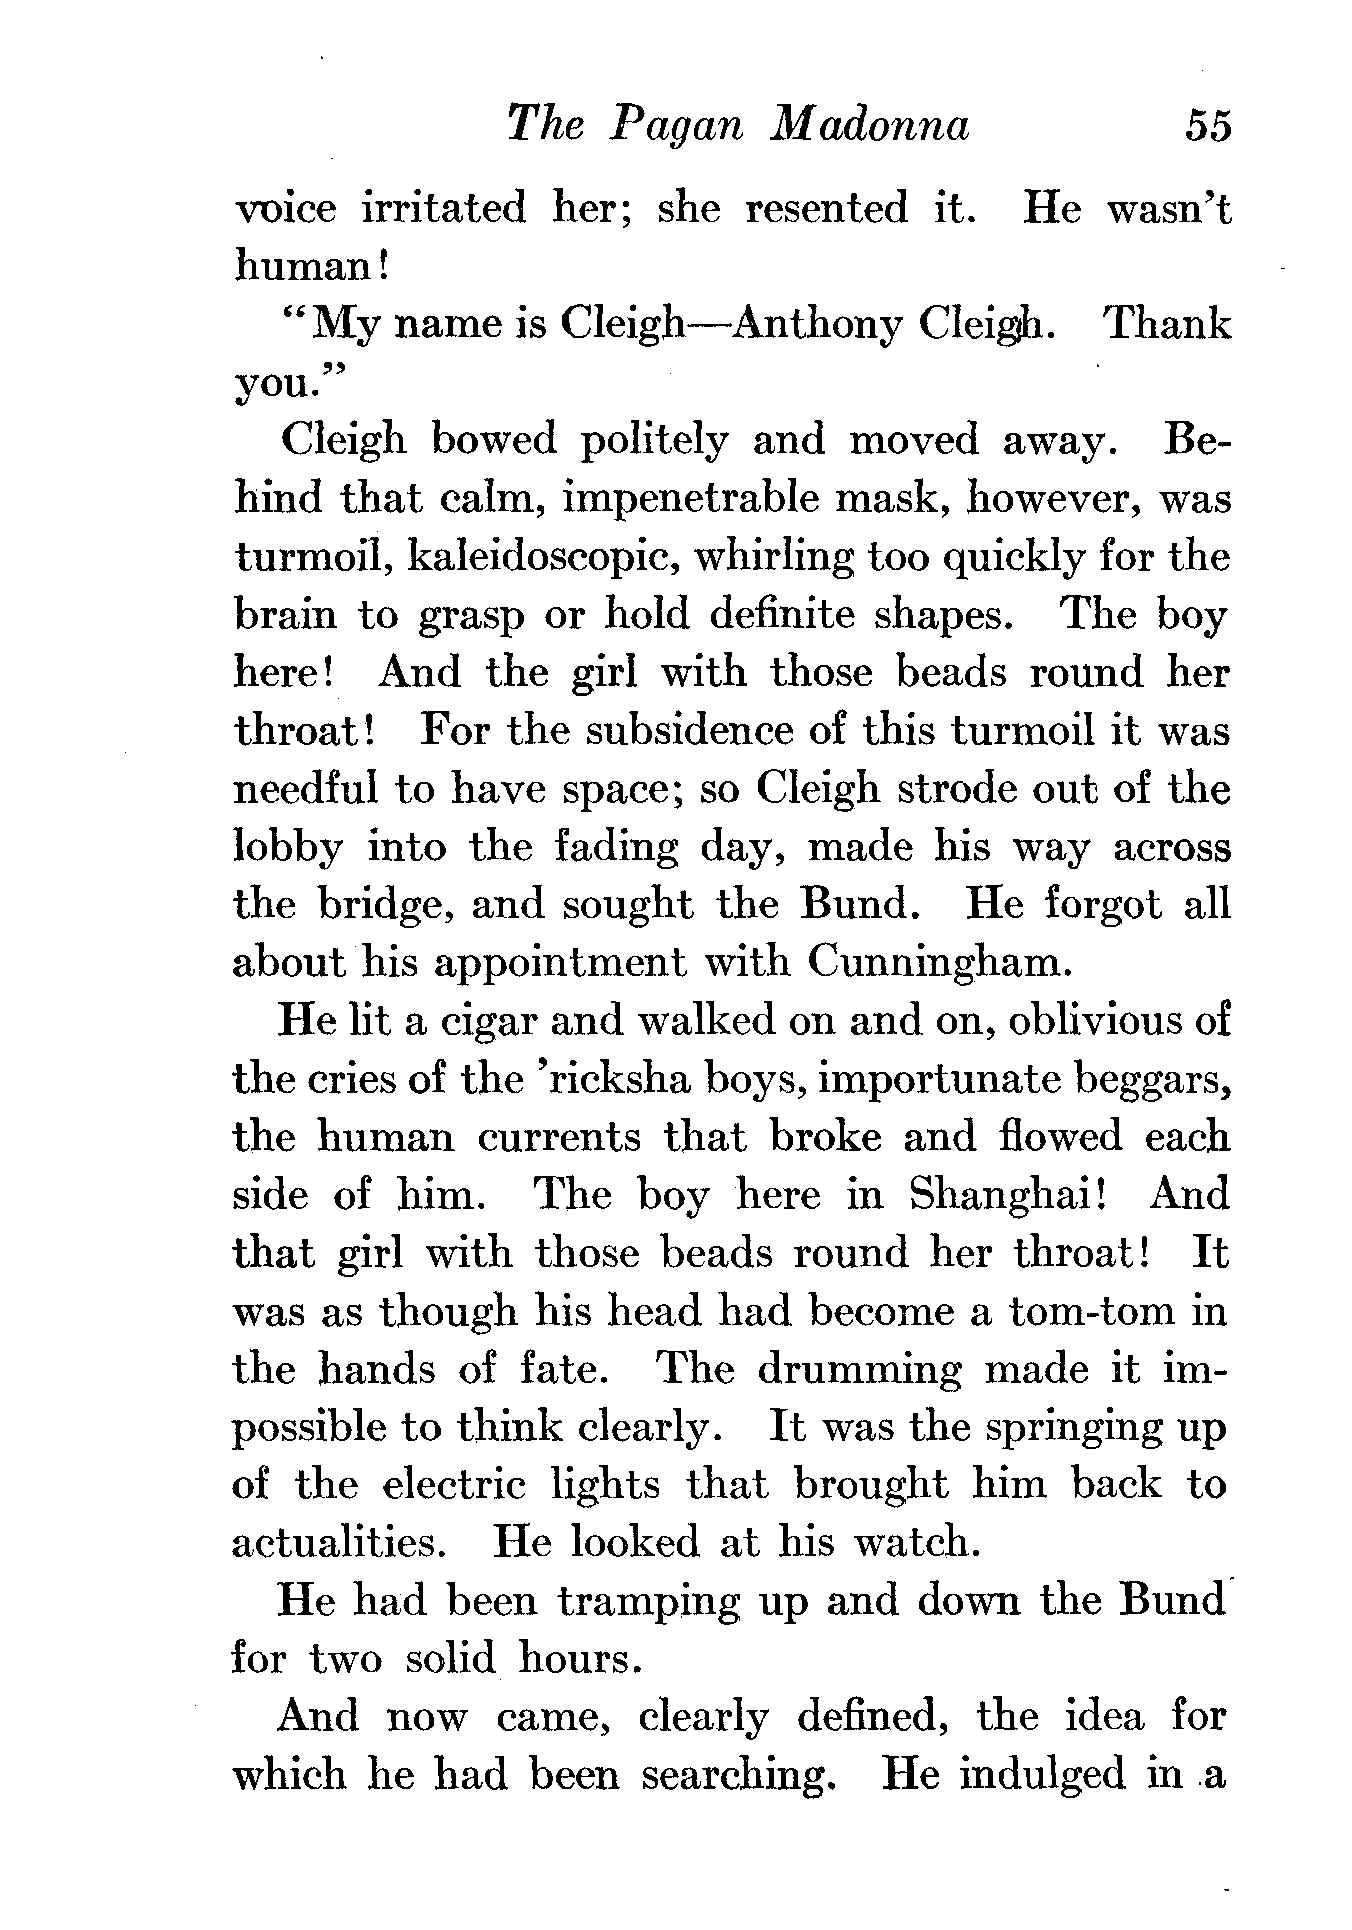 The Pagan Madonna 55
voice irritated her; she resented it. He wasn't
human!
"My name is Cleigh—Anthony Cleigh. Thank
you."
Cleigh bowed politely and moved away. Be-
hind that calm, impenetrable mask, however, was
turmoil, kaleidoscopic, whirling too quickly for the
brain to grasp or hold definite shapes. The boy
here! And the girl with those beads round her
throat! For the subsidence of this turmoil it was
needful to have space; so Cleigh strode out of the
lobby into the fading day, made his way across
the bridge, and sought the Bund. He forgot all
about his appointment with Cunningham.
He lit a cigar and walked on and on, oblivious of
the cries of the 'ricksha boys, importunate beggars,
the human currents that broke and flowed each
side of him. The boy here in Shanghai! And
that girl with those beads round her throat! It
was as though his head had become a tom-tom in
the hands of fate. The drumming made it im-
possible to think clearly. It was the springing up
of the electric lights that brought him back to
actualities. He looked at his watch.
He had been tramping up and down the Bund
for two solid hours.
And now came, clearly defined, the idea for
which he had been searching. He indulged in a